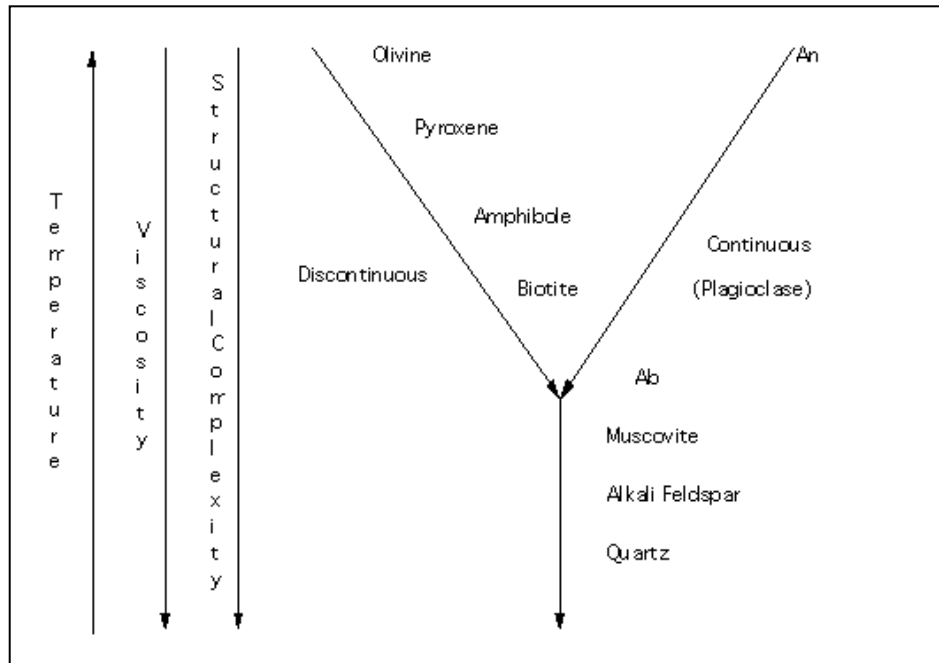 Temperature
Viscosity
Structural Complexity
Olivine
An
Pyroxene
Amphibole
Continuous
Discontinuous
Biotite
(Plagioclase)
Ab
Muscovite
Alkali Feldspar
Quartz